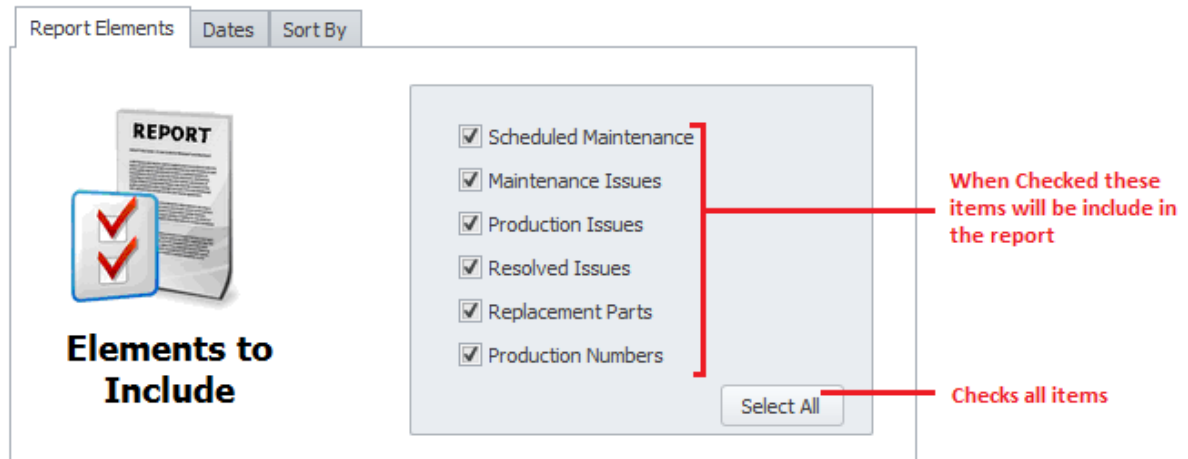 Report Elements Dates Sort By
REPORT
Scheduled Maintenance
Maintenance Issues
Production Issues
Resolved Issues
Replacement Parts
Production Numbers
Select All
Elements to
Include
When Checked these
items will be include in
the report
Checks all items